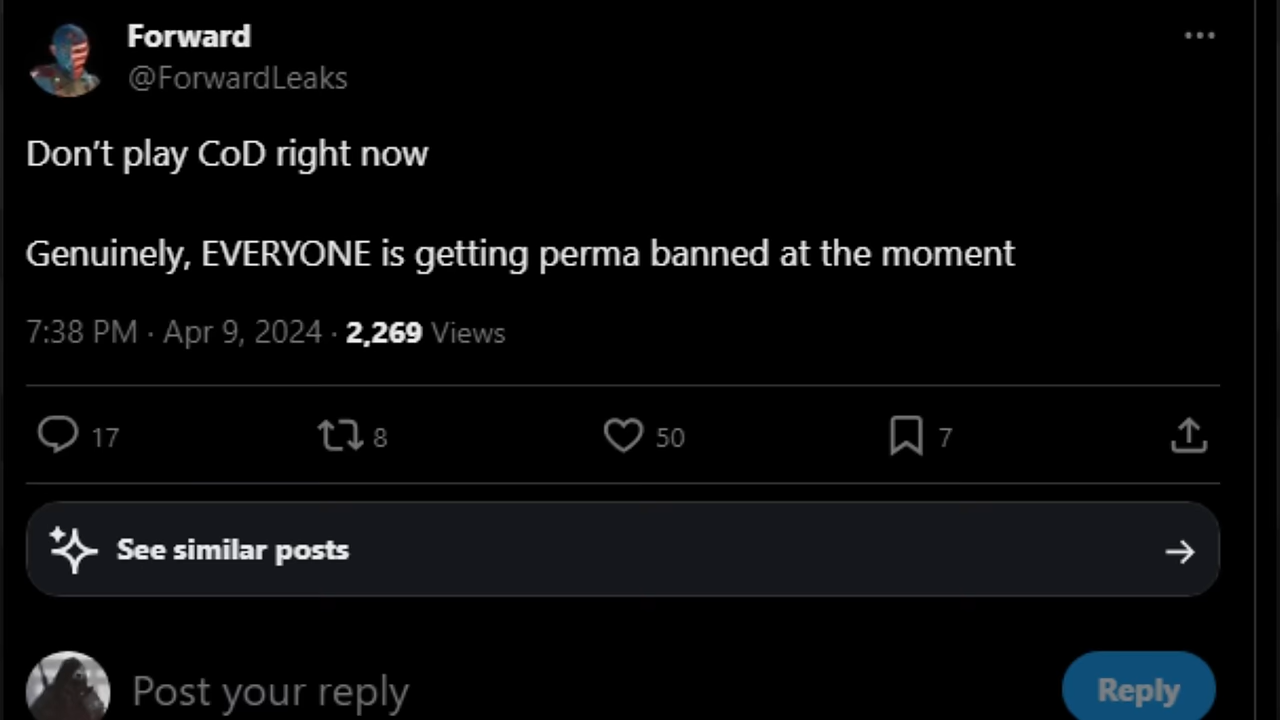 Forward
@ForwardLeaks
Don’t play CoD right now
Genuinely, EVERYONE is getting perma banned at the moment
7:38 PM · Apr 9, 2024 · 2,269 Views
17 8 50 7
See similar posts
Post your reply Reply